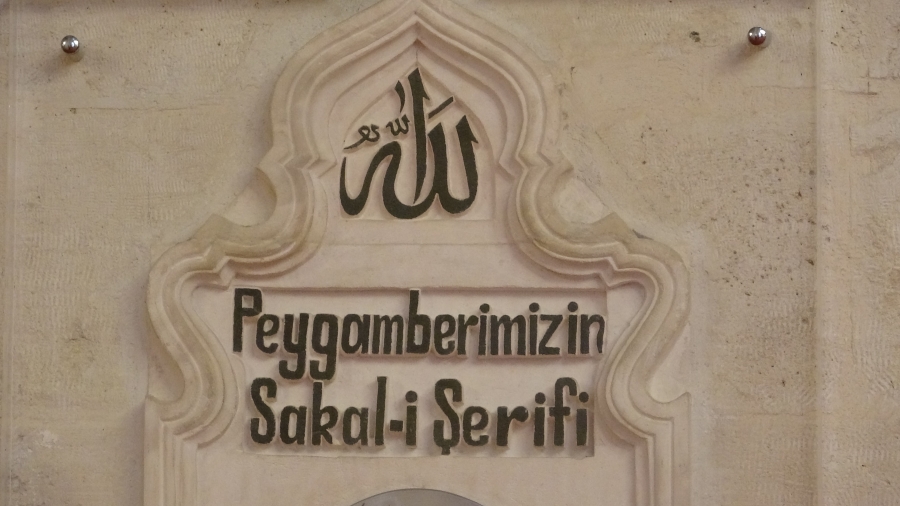 الله
Peygamberimizin
Sakal-i Şerifi